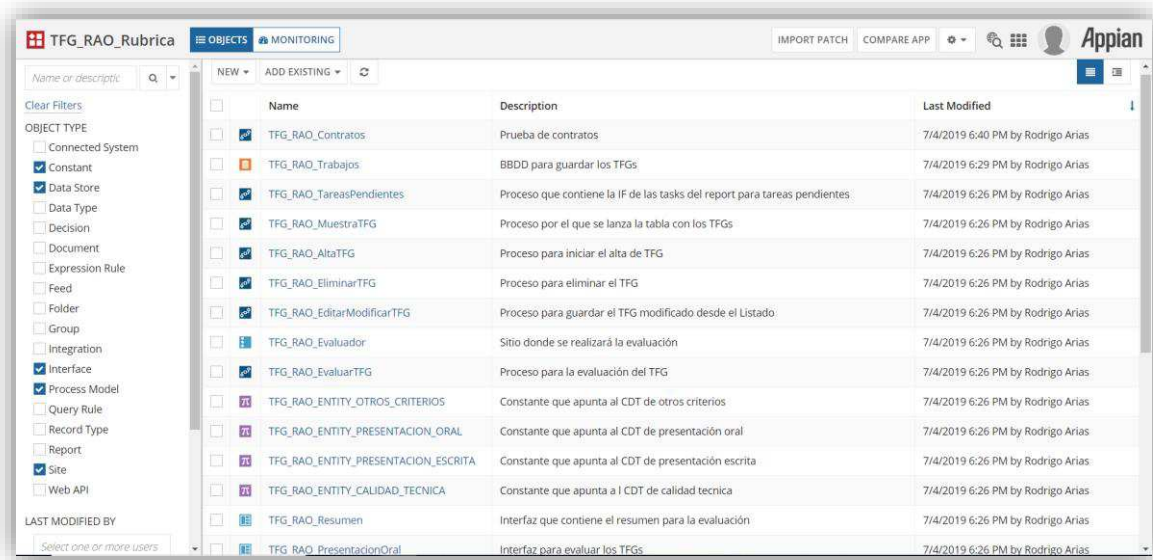 TFG_RAO_Rubrica OBJECTS MONITORING IMPORT PATCH COMPARE APP Appian
Name or descriptic NEW ADD EXISTING
Clear Filters
Name Description Last Modified
OBJECT TYPE
Connected System
Constant
Data Store
Data Type
Decision
Document
Expression Rule
Feed
Folder
Group
Integration
Interface
Process Model
Query Rule
Record Type
Report
Site
Web API
LAST MODIFIED BY
Select one or more users
TFG_RAO_Contratos Prueba de contratos 7/4/2019 6:40 PM by Rodrigo Arias
TFG_RAO_Trabajos BBDD para guardar los TFGs 7/4/2019 6:29 PM by Rodrigo Arias
TFG_RAO_TareasPendientes Proceso que contiene la IF de las tasks del report para tareas pendientes 7/4/2019 6:26 PM by Rodrigo Arias
TFG_RAO_MuestraTFG Proceso por el que se lanza la tabla con los TFGs 7/4/2019 6:26 PM by Rodrigo Arias
TFG_RAO_AltaTFG Proceso para iniciar el alta de TFG 7/4/2019 6:26 PM by Rodrigo Arias
TFG_RAO_EliminarTFG Proceso para eliminar el TFG 7/4/2019 6:26 PM by Rodrigo Arias
TFG_RAO_EditarModificarTFG Proceso para guardar el TFG modificado desde el Listado 7/4/2019 6:26 PM by Rodrigo Arias
TFG_RAO_Evaluador Sitio donde se realizará la evaluación 7/4/2019 6:26 PM by Rodrigo Arias
TFG_RAO_EvaluarTFG Proceso para la evaluación del TFG 7/4/2019 6:26 PM by Rodrigo Arias
TFG_RAO_ENTITY_OTROS_CRITERIOS Constante que apunta al CDT de otros criterios 7/4/2019 6:26 PM by Rodrigo Arias
TFG_RAO_ENTITY_PRESENTACION_ORAL Constante que apunta al CDT de presentación oral 7/4/2019 6:26 PM by Rodrigo Arias
TFG_RAO_ENTITY_PRESENTACION_ESCRITA Constante que apunta al CDT de presentación escrita 7/4/2019 6:26 PM by Rodrigo Arias
TFG_RAO_ENTITY_CALIDAD_TECNICA Constante que apunta a l CDT de calidad tecnica 7/4/2019 6:26 PM by Rodrigo Arias
TFG_RAO_Resumen Interfaz que contiene el resumen para la evaluación 7/4/2019 6:26 PM by Rodrigo Arias
TFG_RAO_PresentacionOral Interfaz para evaluar los TFGs 7/4/2019 6:26 PM by Rodrigo Arias